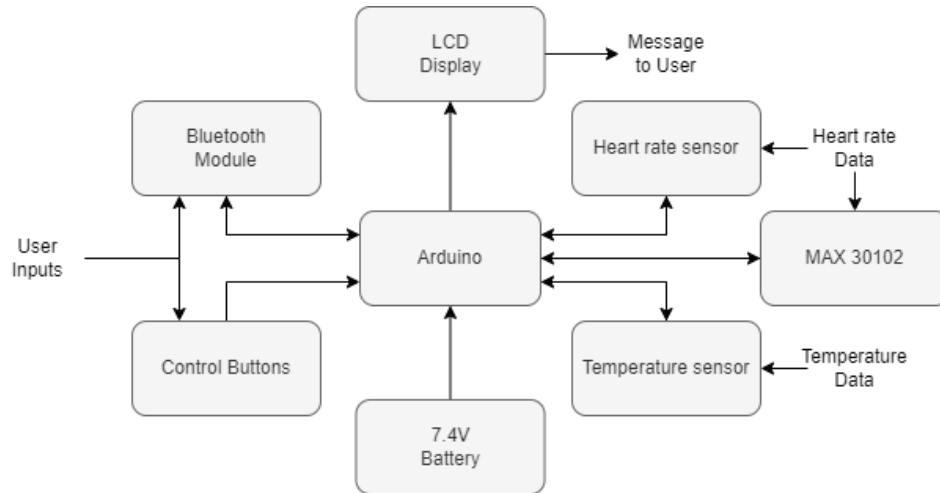 LCD
Display
Message
to User
Bluetooth
Module
Heart rate sensor
Heart rate
Data
User
Inputs
Arduino
MAX 30102
Control Buttons
Temperature sensor
Temperature
Data
7.4V
Battery